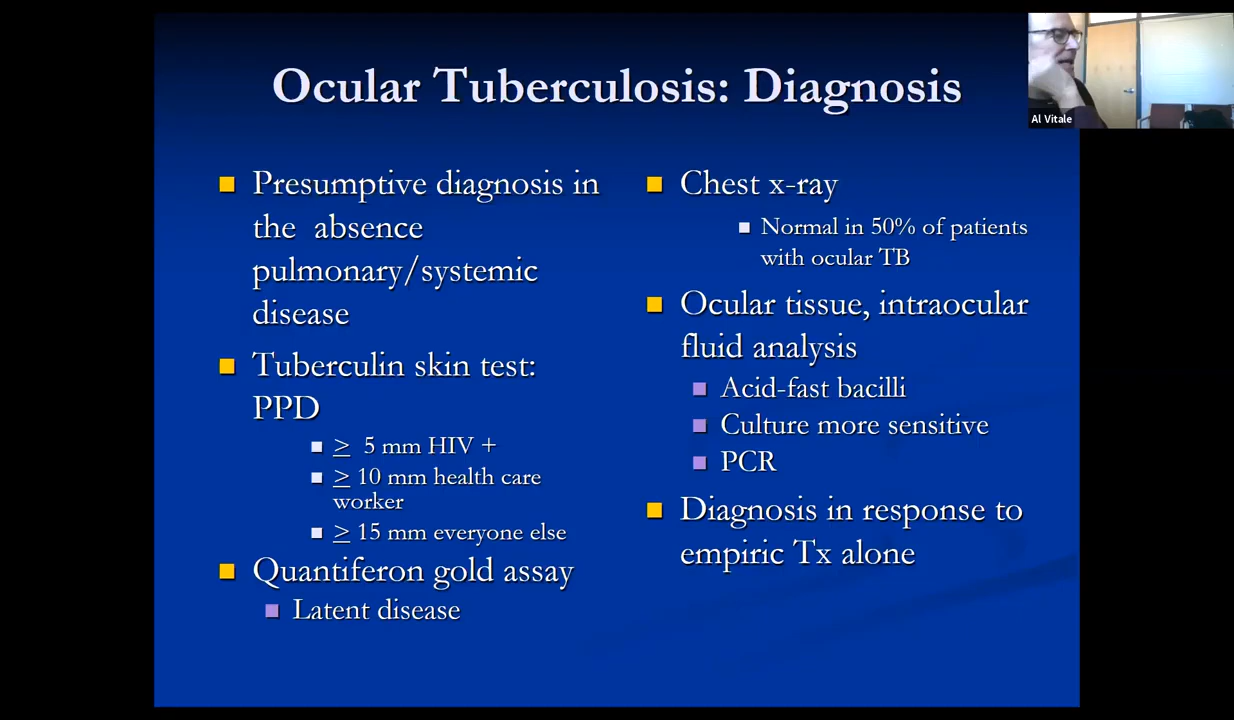 Ocular Tuberculosis: Diagnosis
Presumptive diagnosis in
the absence
pulmonary/systemic
disease
Tuberculin skin test:
PPD
≥ 5 mm HIV +
≥ 10 mm health care
worker
≥ 15 mm everyone else
Quantiferon gold assay
Latent disease
Chest x-ray
Normal in 50% of patients
with ocular TB
Ocular tissue, intraocular
fluid analysis
Acid-fast bacilli
Culture more sensitive
PCR
Diagnosis in response to
empiric Tx alone
Al Vitale